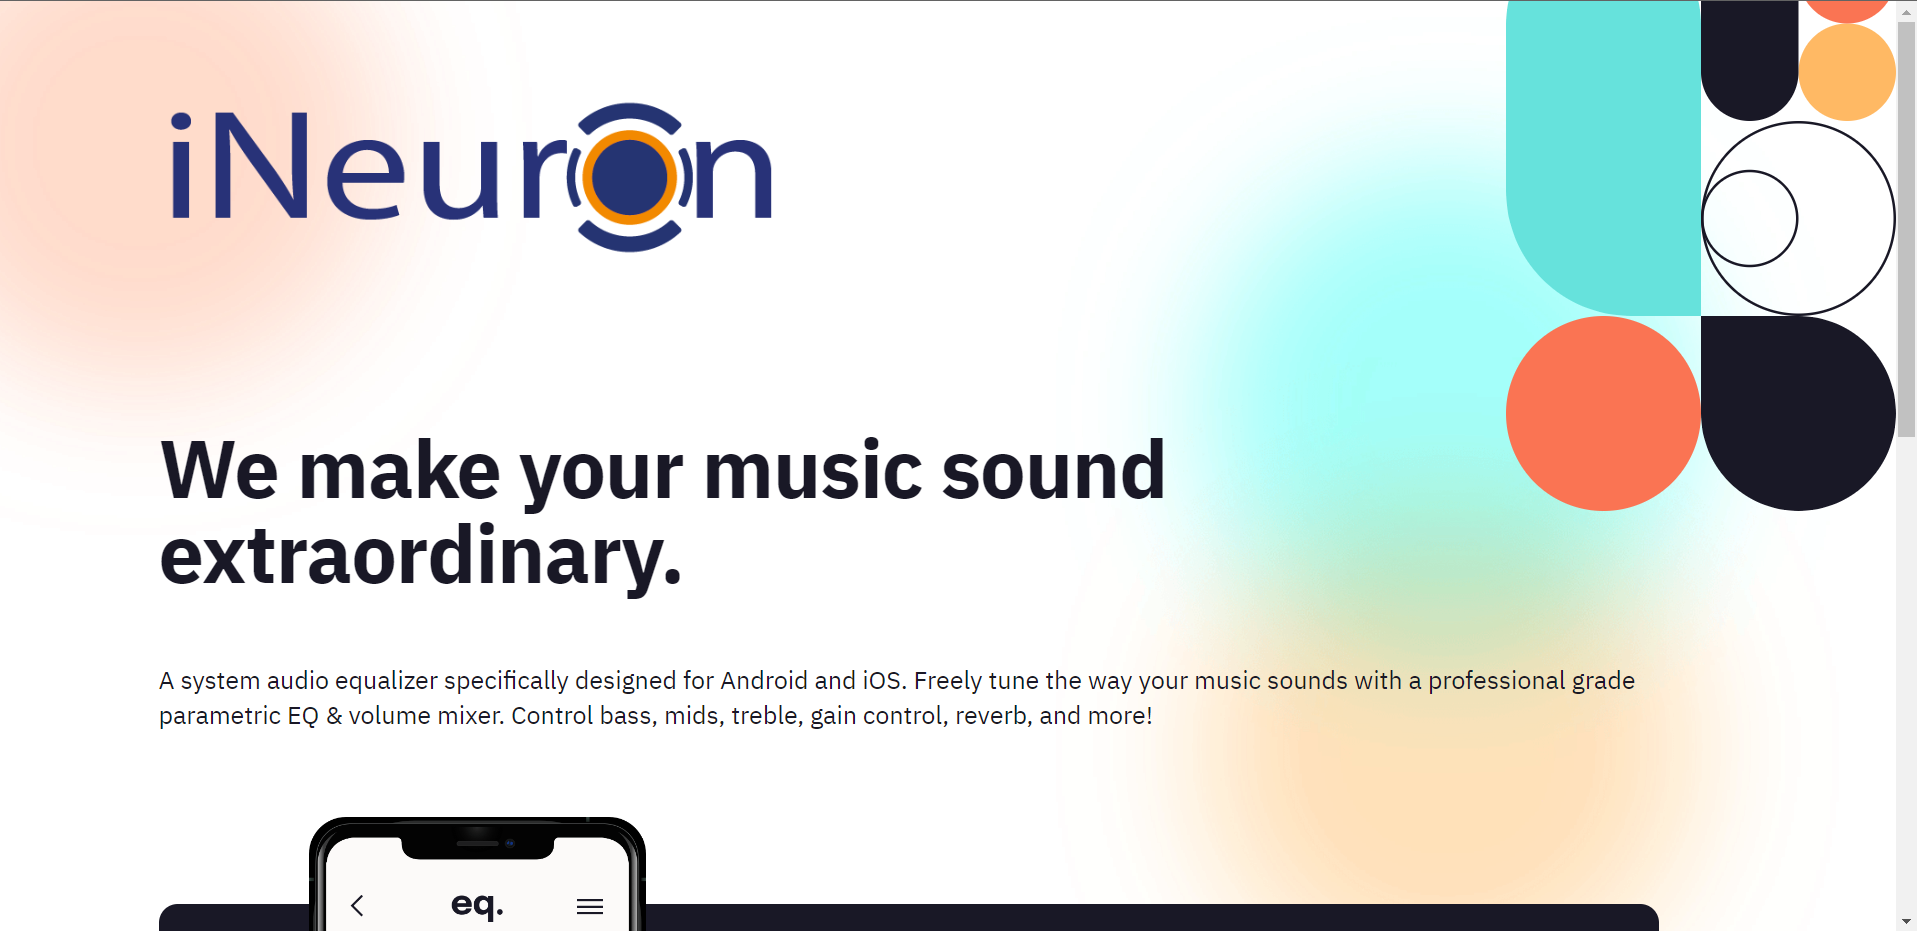 iNeuron
We make your music sound
extraordinary.
A system audio equalizer specifically designed for Android and iOS. Freely tune the way your music sounds with a professional grade
parametric EQ & volume mixer. Control bass, mids, treble, gain control, reverb, and more!
eq.